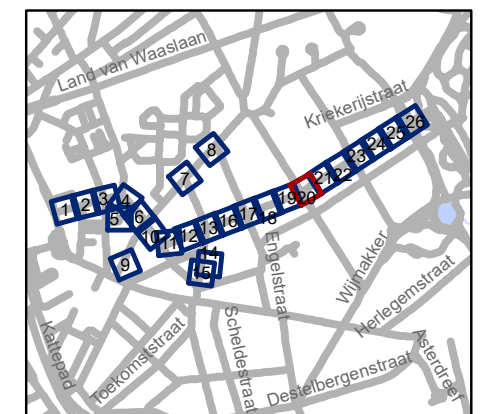 Land van Waaslaan
Kriekerijstraat
8
7
26
25
24
23
22
21
20
19
18
17
16
13
12
11
10
1
2
3
4
5
6
9
14
15
Engelstraat
Wijmakker
Herlegemstraat
Kattepad
Toekomststraat
Scheldestraat
Destelbergenstraat
Asterdreef